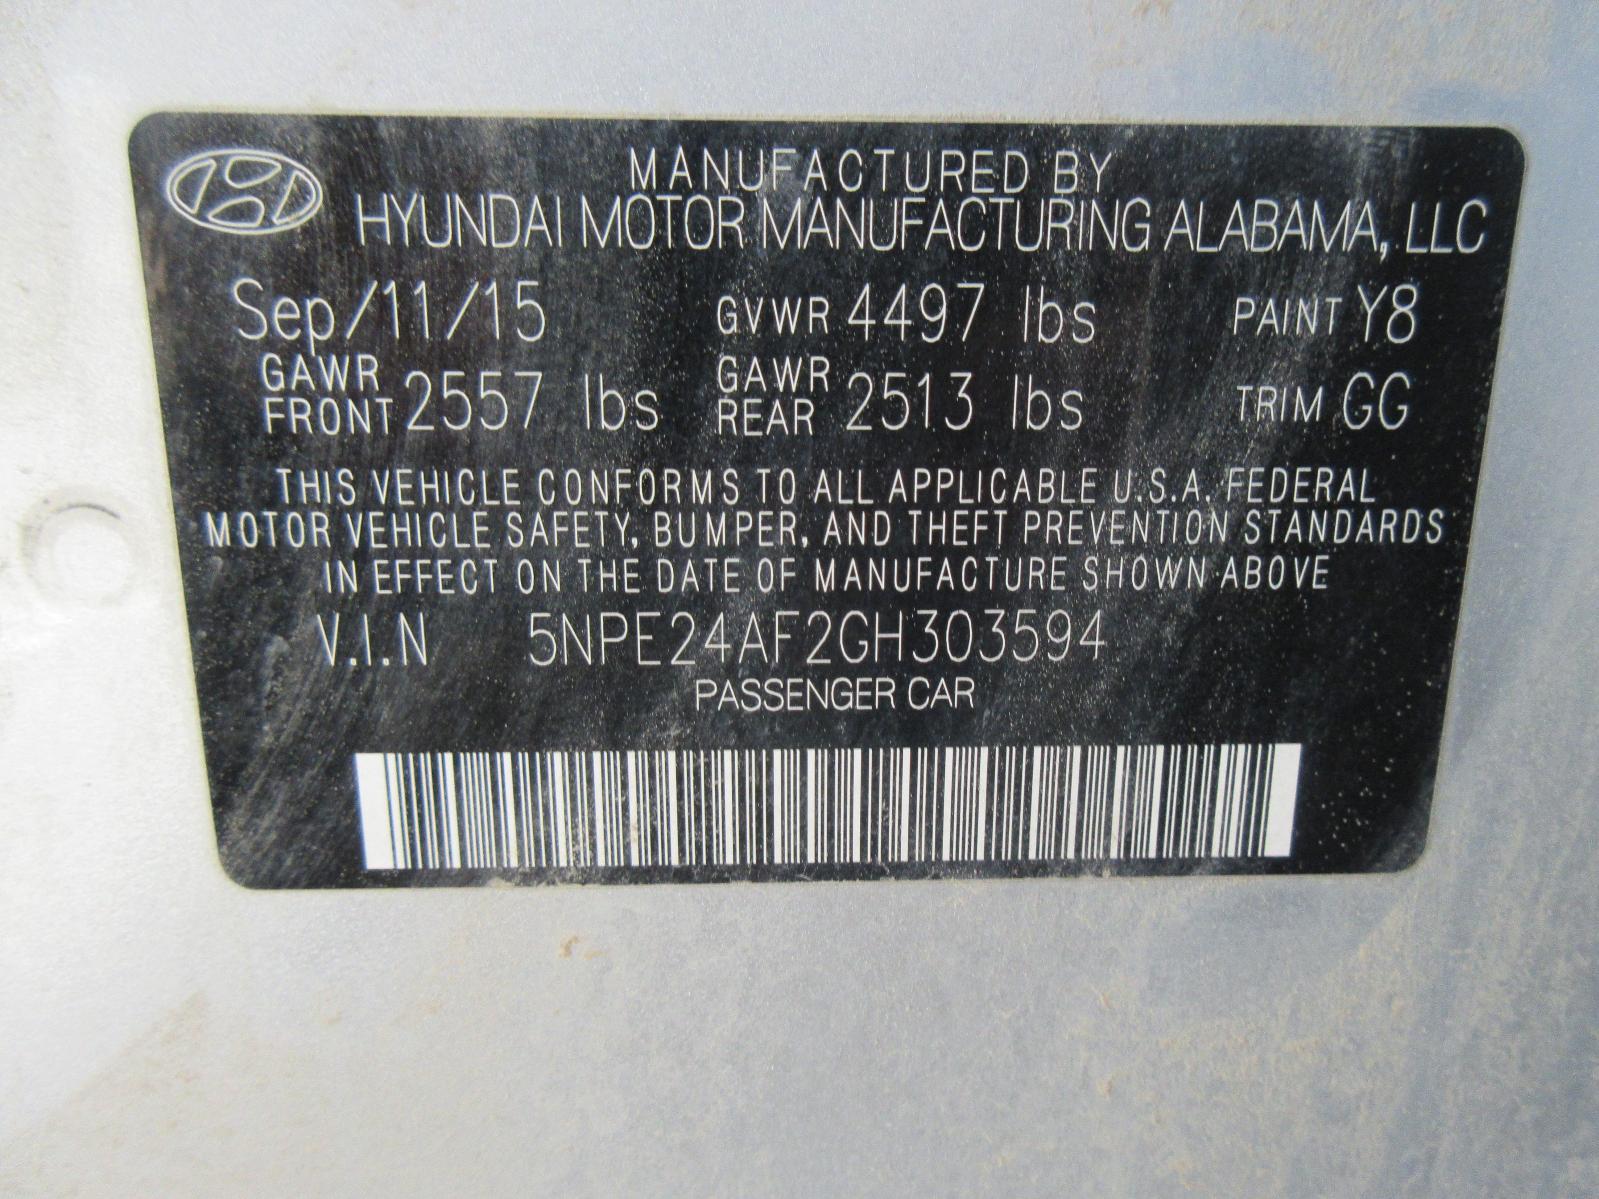 MANUFACTURED BY
HYUNDAI MOTOR MANUFACTURING ALABAMA, LLC
Sep/11/15 GVWR 4497 lbs PAINT Y8
GAWR FRONT 2557 lbs GAWR REAR 2513 lbs TRIM GG
THIS VEHICLE CONFORMS TO ALL APPLICABLE U.S.A. FEDERAL
MOTOR VEHICLE SAFETY, BUMPER, AND THEFT PREVENTION STANDARDS
IN EFFECT ON THE DATE OF MANUFACTURE SHOWN ABOVE
V.I.N 5NPE24AF2GH303594
PASSENGER CAR